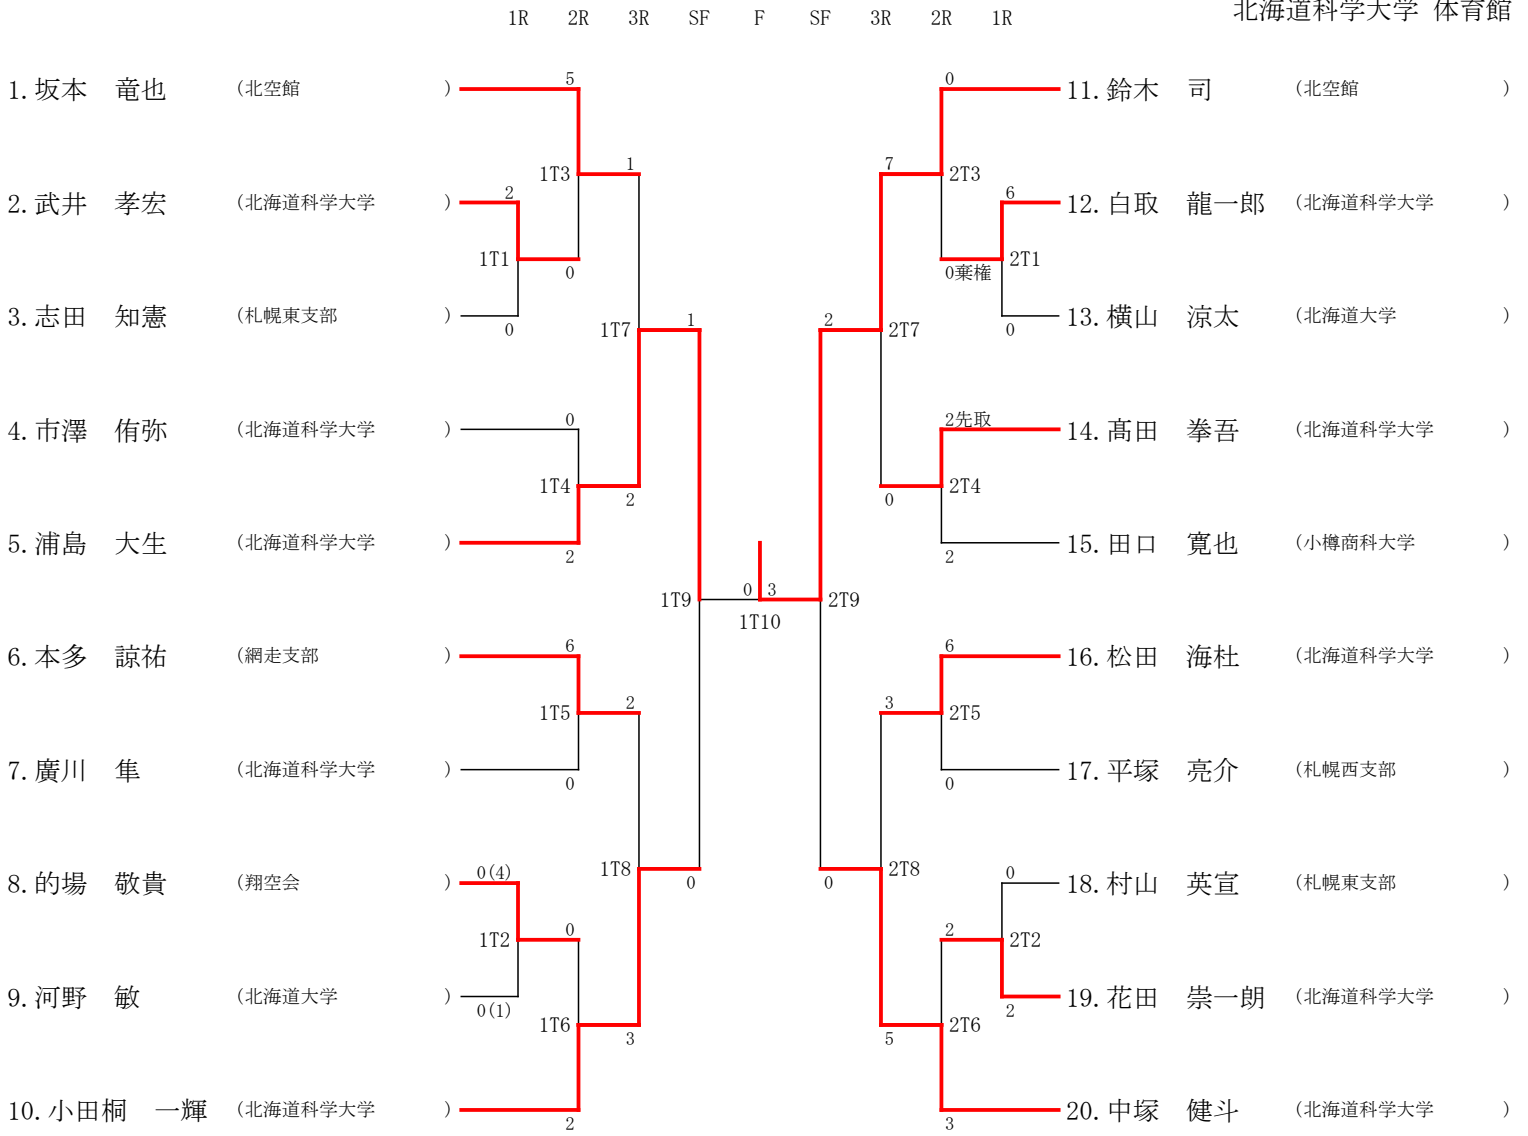 北海道科学大学 体育館
1R 2R 3R SF F SF 3R 2R 1R
5 0
1.坂本 竜也 (北空館 ) 11.鈴木 司 (北空館 )
1 7
1T3 2T3
2 6
2.武井 孝宏 (北海道科学大学 ) 12.白取 龍一郎 (北海道科学大学 )
1T1 2T1
0 0棄権
3.志田 知憲 (札幌東支部 ) 13.横山 涼太 (北海道大学 )
1 2
0 1T7 2T7 0
0 2先取
4.市澤 侑弥 (北海道科学大学 ) 14.髙田 拳吾 (北海道科学大学 )
1T4 2T4
2 0
5.浦島 大生 (北海道科学大学 ) 15.田口 寛也 (小樽商科大学 )
2 2
0 3
1T9 2T9
1T10
6 6
6.本多 諒祐 (網走支部 ) 16.松田 海杜 (北海道科学大学 )
2 3
1T5 2T5
7.廣川 隼 (北海道科学大学 ) 17.平塚 亮介 (札幌西支部 )
0 0
1T8 2T8
0(4) 0 0 0
8.的場 敬貴 (翔空会 ) 18.村山 英宣 (札幌東支部 )
0 2
1T2 2T2
9.河野 敏 (北海道大学 ) 19.花田 崇一朗 (北海道科学大学 )
0(1) 2
1T6 2T6
3 5
10.小田桐 一輝 (北海道科学大学 ) 20.中塚 健斗 (北海道科学大学 )
2 3